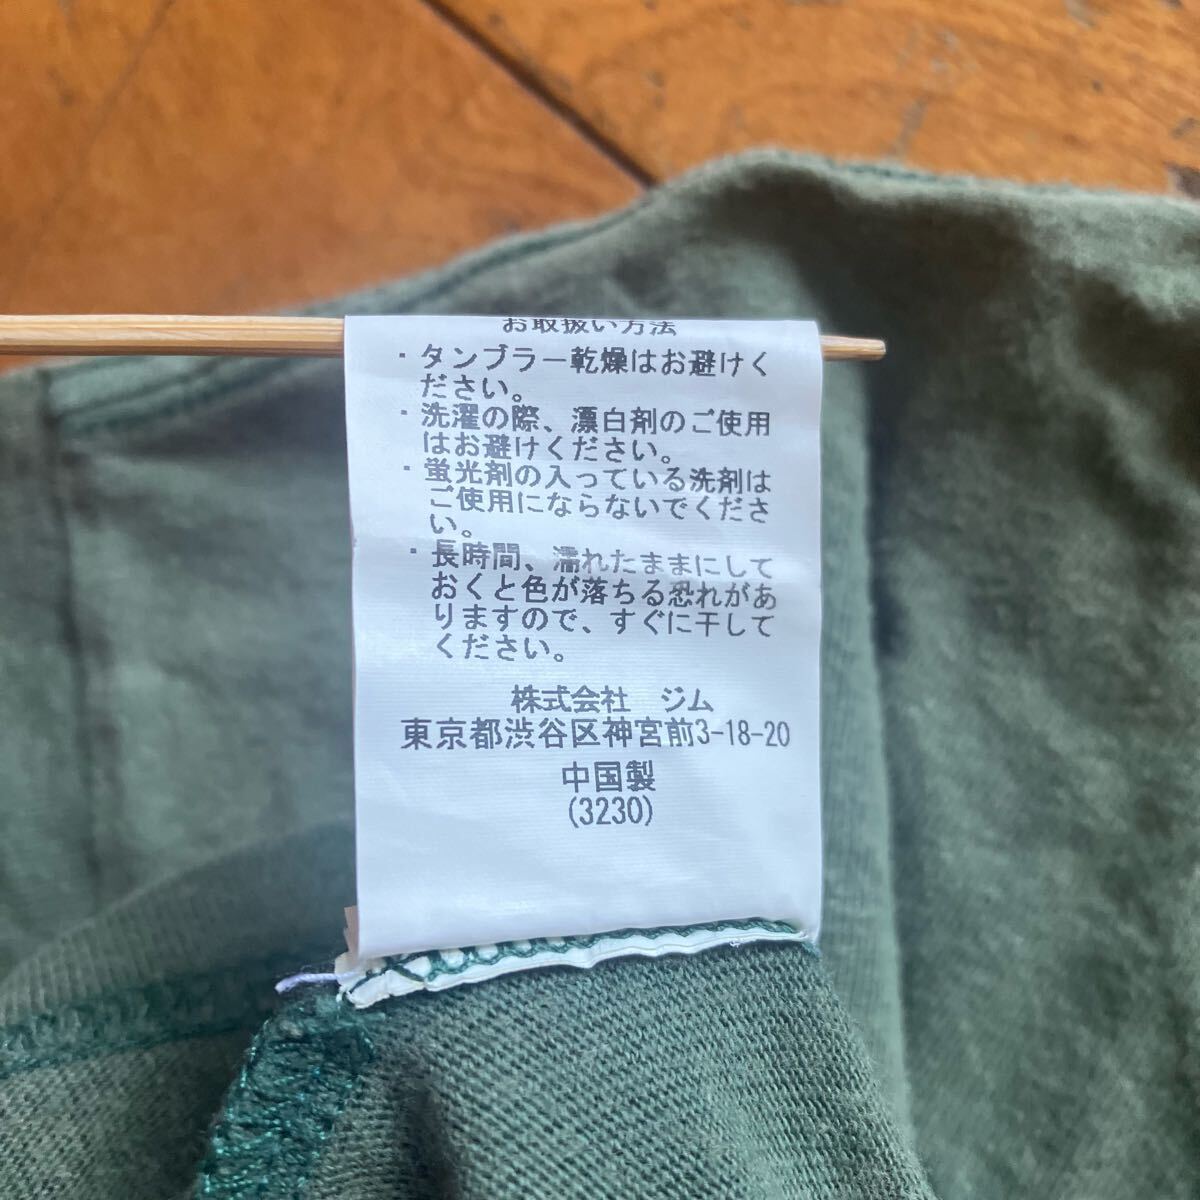 お取扱い方法
・タンブラー乾燥はお避けく
ださい。
・洗濯の際、漂白剤のご使用
はお避けください。
・蛍光剤の入っている洗剤は
ご使用にならないでくださ
い。
・長時間、濡れたままにして
おくと色が落ちる恐れがあ
りますので、すぐに干して
ください。
株式会社 ジム
東京都渋谷区神宮前3-18-20
中国製
(3230)